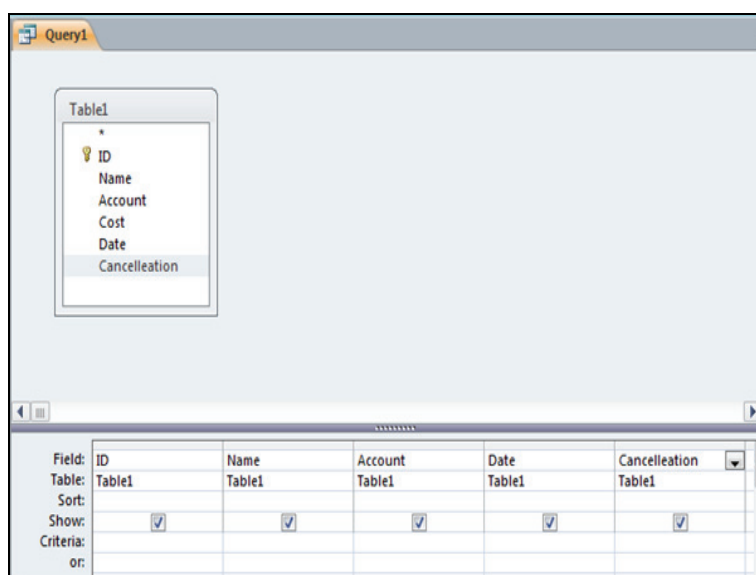 Query1
Table1
*
ID
Name
Account
Cost
Date
Cancelleation
Field: ID Name Account Date Cancelleation
Table: Table1 Table1 Table1 Table1 Table1
Sort:
Show:
Criteria:
or: